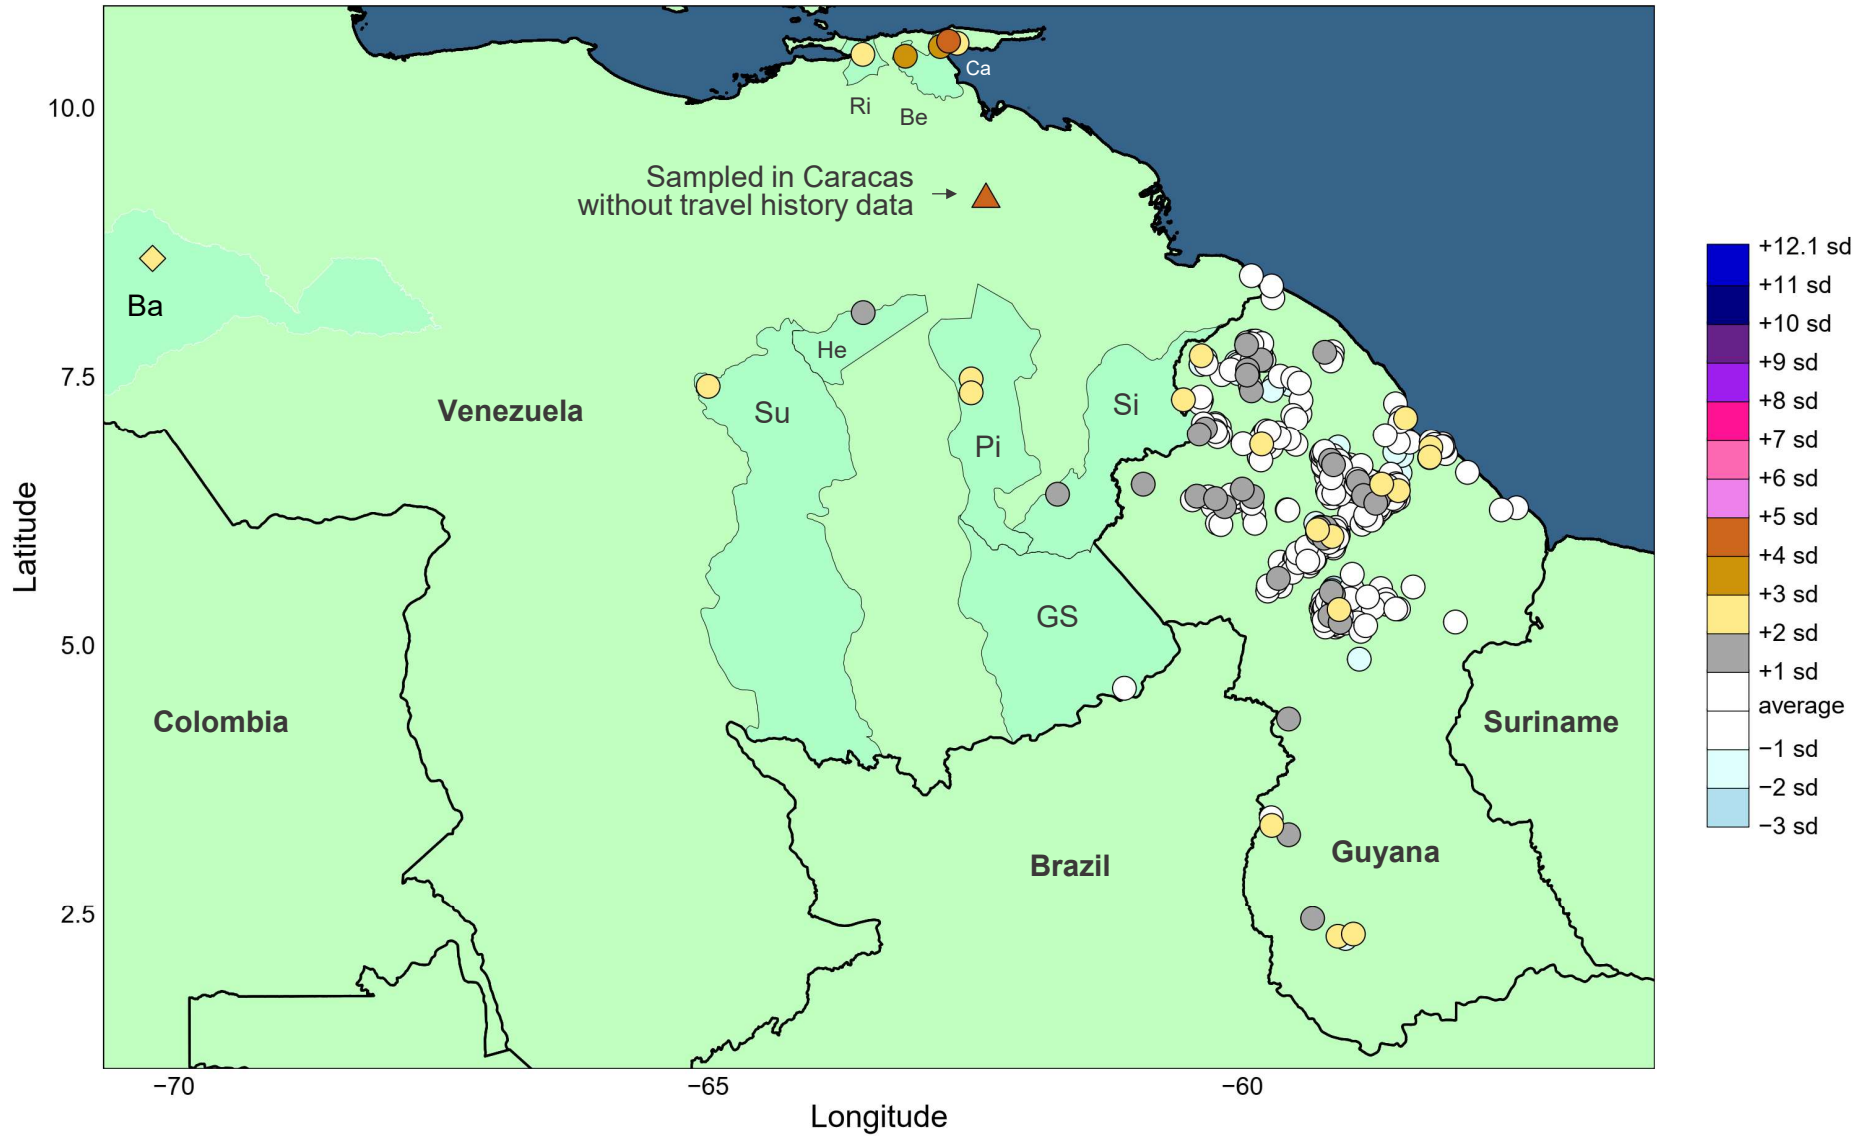 Ca
10.0
Ri
Be
Sampled in Caracas
without travel history data
Ba
He
7.5
Venezuela
Su
Si
Pi
Latitude
GS
5.0
Colombia
Suriname
Brazil
Guyana
2.5
−70
−65
−60
Longitude
+12.1 sd
+11 sd
+10 sd
+9 sd
+8 sd
+7 sd
+6 sd
+5 sd
+4 sd
+3 sd
+2 sd
+1 sd
average
−1 sd
−2 sd
−3 sd